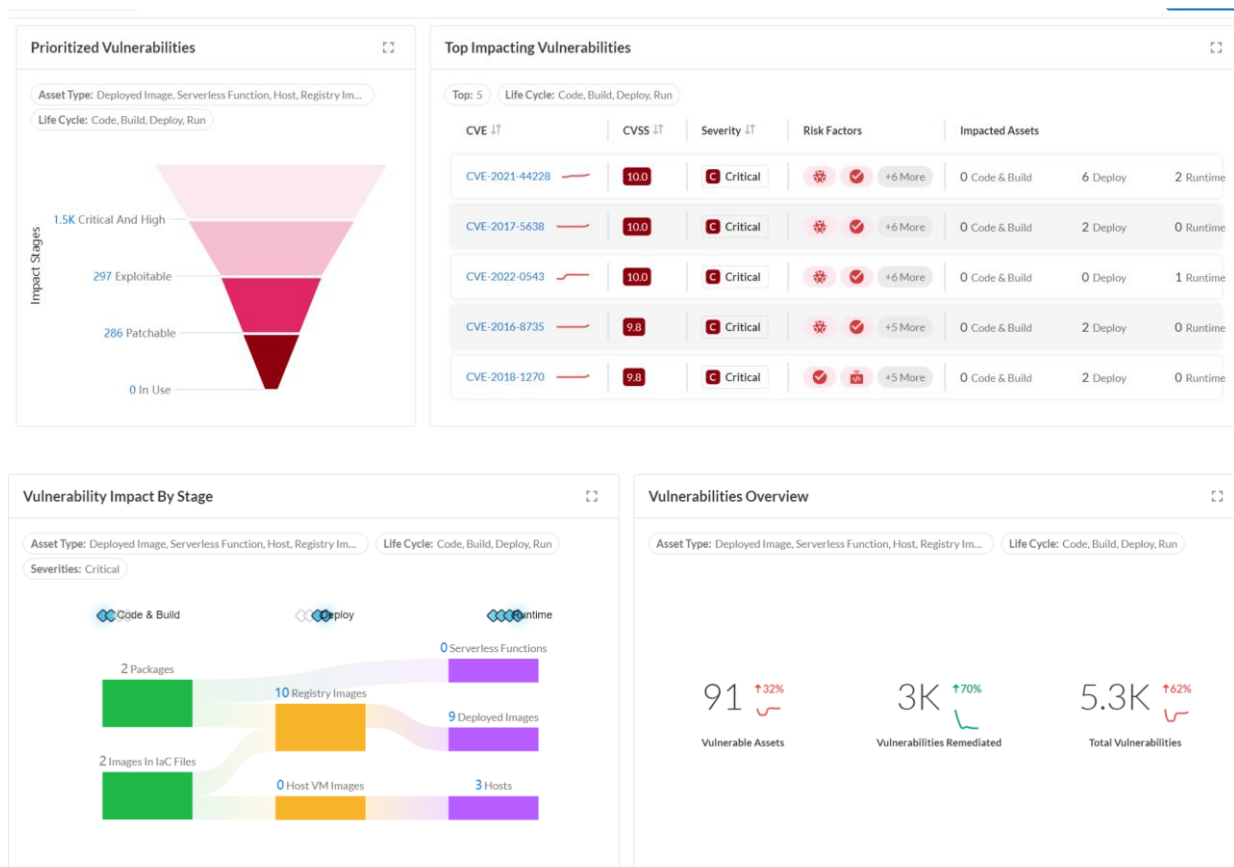 Prioritized Vulnerabilities
Asset Type: Deployed Image, Serverless Function, Host, Registry Im...
Life Cycle: Code, Build, Deploy, Run
Impact Stages
1.5K Critical And High
297 Exploitable
286 Patchable
0 In Use
Top Impacting Vulnerabilities
Top: 5 Life Cycle: Code, Build, Deploy, Run
CVE CVSS Severity Risk Factors Impacted Assets
CVE-2021-44228 10.0 C Critical +6 More 0 Code & Build 6 Deploy 2 Runtime
CVE-2017-5638 10.0 C Critical +6 More 0 Code & Build 2 Deploy 0 Runtime
CVE-2022-0543 10.0 C Critical +6 More 0 Code & Build 0 Deploy 1 Runtime
CVE-2016-8735 9.8 C Critical +5 More 0 Code & Build 2 Deploy 0 Runtime
CVE-2018-1270 9.8 C Critical +5 More 0 Code & Build 2 Deploy 0 Runtime
Vulnerability Impact By Stage
Asset Type: Deployed Image, Serverless Function, Host, Registry Im... Life Cycle: Code, Build, Deploy, Run
Severities: Critical
Code & Build Deploy Runtime
0 Serverless Functions
2 Packages
10 Registry Images
9 Deployed Images
2 Images In IaC Files
0 Host VM Images 3 Hosts
Vulnerabilities Overview
Asset Type: Deployed Image, Serverless Function, Host, Registry Im... Life Cycle: Code, Build, Deploy, Run
91 ↑32% 3K ↑70% 5.3K ↑62%
Vulnerable Assets Vulnerabilities Remediated Total Vulnerabilities